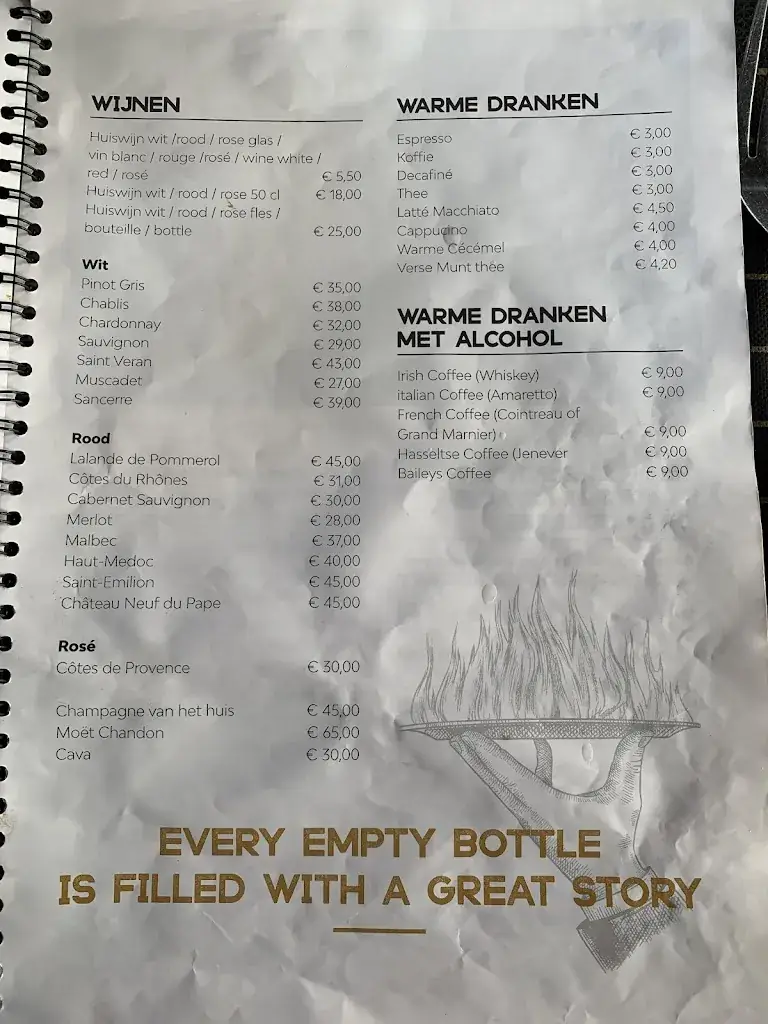 WIJNEN
Huiswijn wit /rood / rose glas /
vin blanc / rouge /rosé / wine white /
red / rosé € 5,50
Huiswijn wit / rood / rose 50 cl € 18,00
Huiswijn wit / rood / rose fles /
bouteille / bottle € 25,00
Wit
Pinot Gris € 35,00
Chablis € 38,00
Chardonnay € 32,00
Sauvignon € 29,00
Saint Veran € 43,00
Muscadet € 27,00
Sancerre € 39,00
Rood
Lalande de Pommerol € 45,00
Côtes du Rhônes € 31,00
Cabernet Sauvignon € 30,00
Merlot € 28,00
Malbec € 37,00
Haut-Medoc € 40,00
Saint-Emilion € 45,00
Château Neuf du Pape € 45,00
Rosé
Côtes de Provence € 30,00
Champagne van het huis € 45,00
Moët Chandon € 65,00
Cava € 30,00
WARME DRANKEN
Espresso € 3,00
Koffie € 3,00
Decafiné € 3,00
Thee € 3,00
Latté Macchiato € 4,50
Cappucino € 4,00
Warme Cécémel € 4,00
Verse Munt thee € 4,20
WARME DRANKEN
MET ALCOHOL
Irish Coffee (Whiskey) € 9,00
italian Coffee (Amaretto) € 9,00
French Coffee (Cointreau of
Grand Marnier) € 9,00
Hasseltse Coffee (Jenever € 9,00
Baileys Coffee € 9,00
EVERY EMPTY BOTTLE
IS FILLED WITH A GREAT STORY